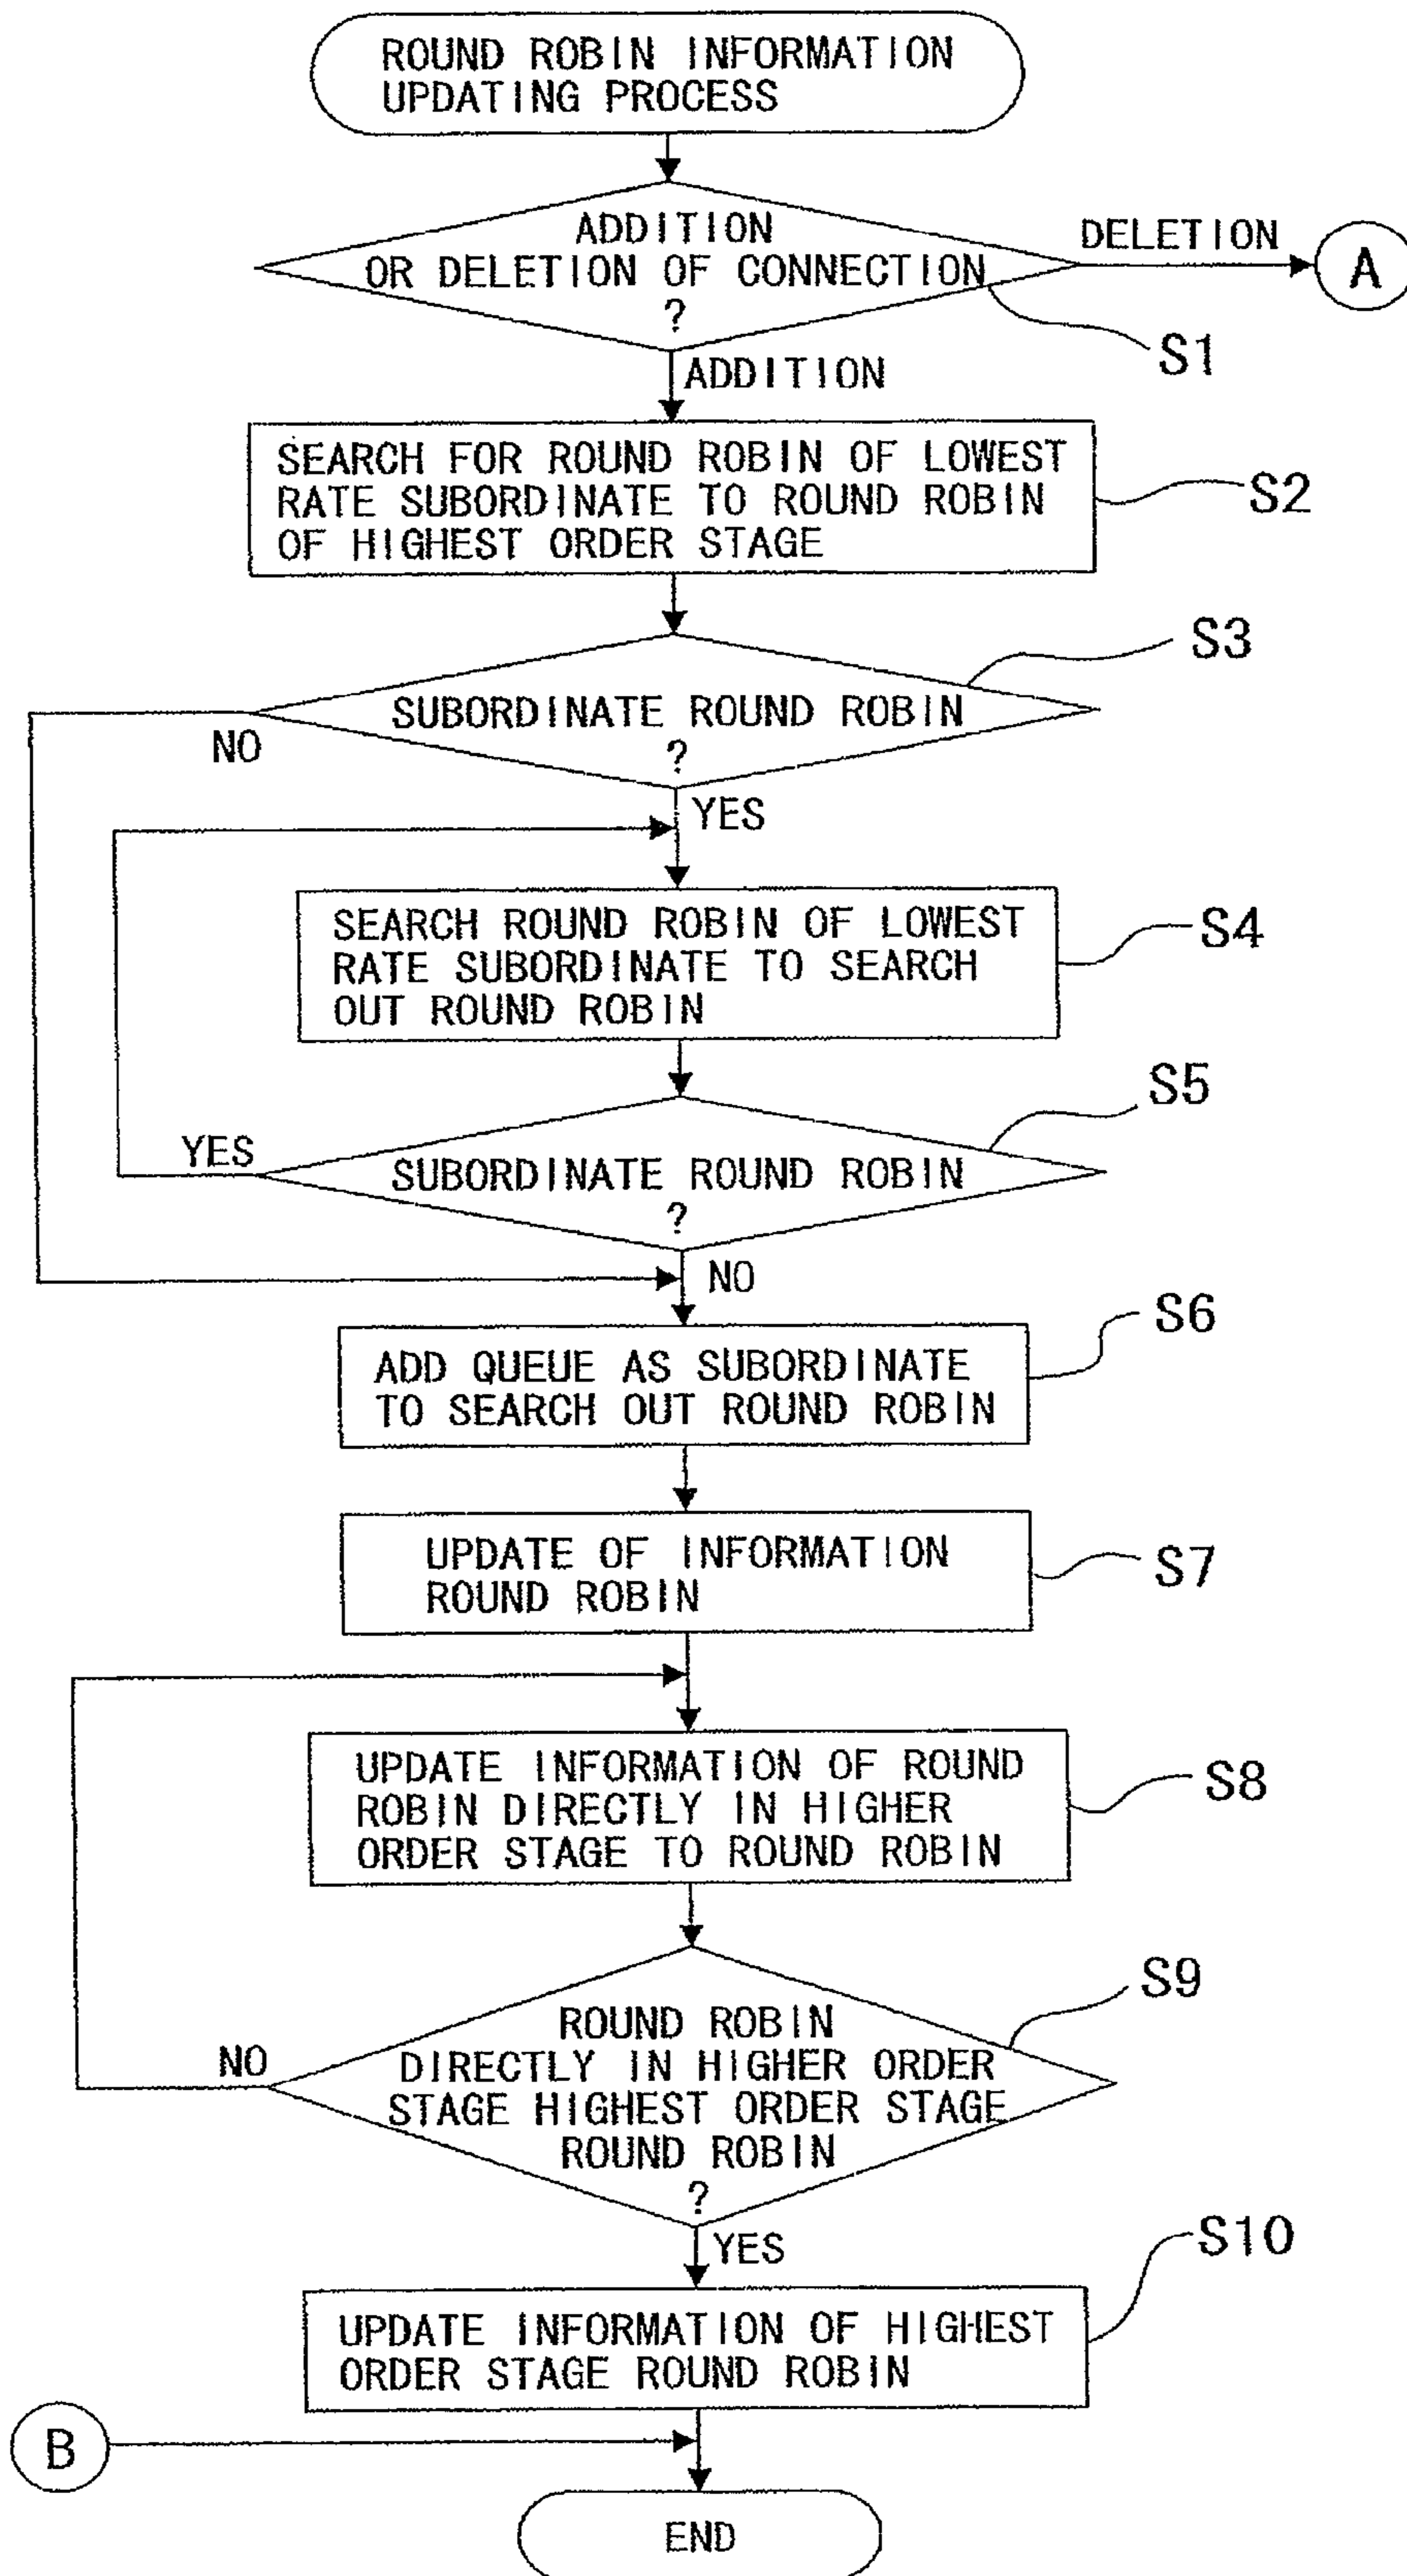 ROUND ROBIN INFORMATION
UPDATING PROCESS
ADDITION
OR DELETION OF CONNECTION
?
DELETION
A
S1
ADDITION
SEARCH FOR ROUND ROBIN OF LOWEST
RATE SUBORDINATE TO ROUND ROBIN
OF HIGHEST ORDER STAGE
S2
S3
SUBORDINATE ROUND ROBIN
?
NO
YES
SEARCH ROUND ROBIN OF LOWEST
RATE SUBORDINATE TO SEARCH
OUT ROUND ROBIN
S4
S5
YES
SUBORDINATE ROUND ROBIN
?
NO
S6
ADD QUEUE AS SUBORDINATE
TO SEARCH OUT ROUND ROBIN
UPDATE OF INFORMATION
ROUND ROBIN
S7
UPDATE INFORMATION OF ROUND
ROBIN DIRECTLY IN HIGHER
ORDER STAGE TO ROUND ROBIN
S8
S9
NO
ROUND ROBIN
DIRECTLY IN HIGHER ORDER
STAGE HIGHEST ORDER STAGE
ROUND ROBIN
?
YES
S10
UPDATE INFORMATION OF HIGHEST
ORDER STAGE ROUND ROBIN
B
END